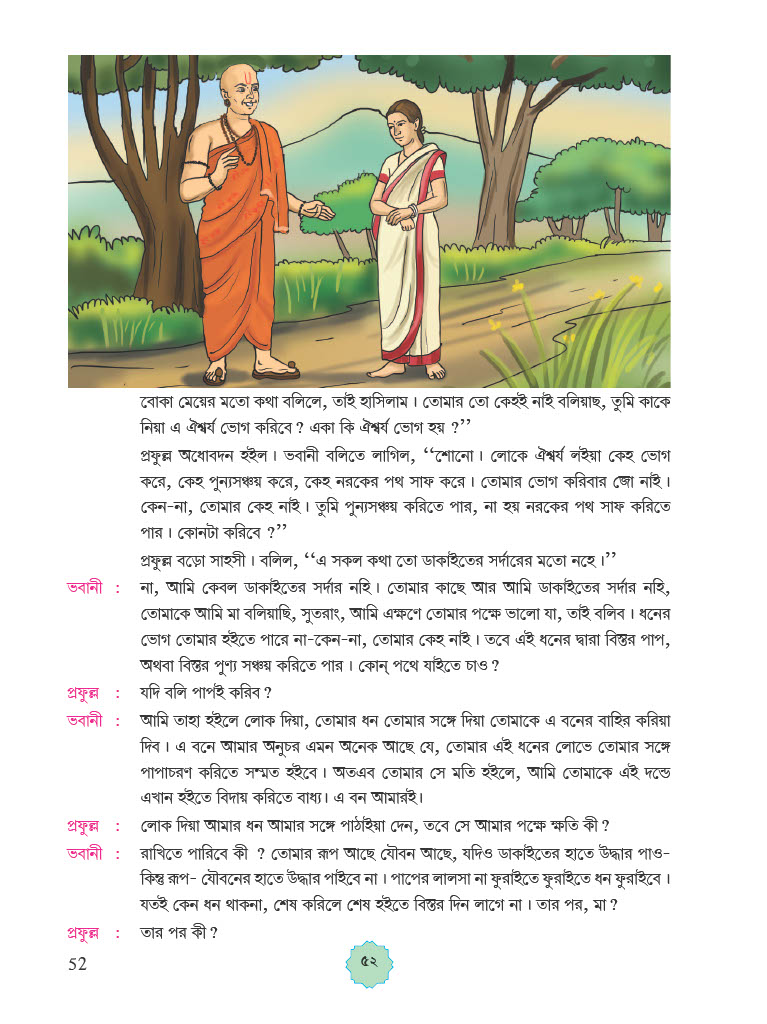 বোকা মেয়ের মতো কথা বলিলে, তাই হাসিলাম। তোমার তো কেহই নাই বলিয়াছ, তুমি কাকে
নিয়া এ ঐশ্বর্য ভোগ করিবে ? একা কি ঐশ্বর্য ভোগ হয় ?’’
প্রফুল্ল অধোবদন হইল। ভবানী বলিতে লাগিল, ‘‘শোনো। লোকে ঐশ্বর্য লইয়া কেহ ভোগ
করে, কেহ পুন্যসঞ্চয় করে, কেহ নরকের পথ সাফ করে। তোমার ভোগ করিবার জো নাই।
কেন-না, তোমার কেহ নাই। তুমি পুন্যসঞ্চয় করিতে পার, না হয় নরকের পথ সাফ করিতে
পার। কোনটা করিবে ?’’
প্রফুল্ল বড়ো সাহসী। বলিল, ‘‘এ সকল কথা তো ডাকাইতের সর্দারের মতো নহে।’’
ভবানী : না, আমি কেবল ডাকাইতের সর্দার নহি। তোমার কাছে আর আমি ডাকাইতের সর্দার নহি,
তোমাকে আমি মা বলিয়াছি, সুতরাং, আমি এক্ষণে তোমার পক্ষে ভালো যা, তাই বলিব। ধনের
ভোগ তোমার হইতে পারে না-কেন-না, তোমার কেহ নাই। তবে এই ধনের দ্বারা বিস্তর পাপ,
অথবা বিস্তর পুণ্য সঞ্চয় করিতে পার। কোন্ পথে যাইতে চাও ?
প্রফুল্ল : যদি বলি পাপই করিব ?
ভবানী : আমি তাহা হইলে লোক দিয়া, তোমার ধন তোমার সঙ্গে দিয়া তোমাকে এ বনের বাহির করিয়া
দিব। এ বনে আমার অনুচর এমন অনেক আছে যে, তোমার এই ধনের লোভে তোমার সঙ্গে
পাপাচরণ করিতে সম্মত হইবে। অতএব তোমার সে মতি হইলে, আমি তোমাকে এই দন্ডে
এখান হইতে বিদায় করিতে বাধ্য। এ বন আমারই।
প্রফুল্ল : লোক দিয়া আমার ধন আমার সঙ্গে পাঠাইয়া দেন, তবে সে আমার পক্ষে ক্ষতি কী ?
ভবানী : রাখিতে পারিবে কী ? তোমার রূপ আছে যৌবন আছে, যদিও ডাকাইতের হাতে উদ্ধার পাও-
কিন্তু রূপ- যৌবনের হাতে উদ্ধার পাইবে না। পাপের লালসা না ফুরাইতে ফুরাইতে ধন ফুরাইবে।
যতই কেন ধন থাকনা, শেষ করিলে শেষ হইতে বিস্তর দিন লাগে না। তার পর, মা ?
প্রফুল্ল : তার পর কী ?
52
৫২